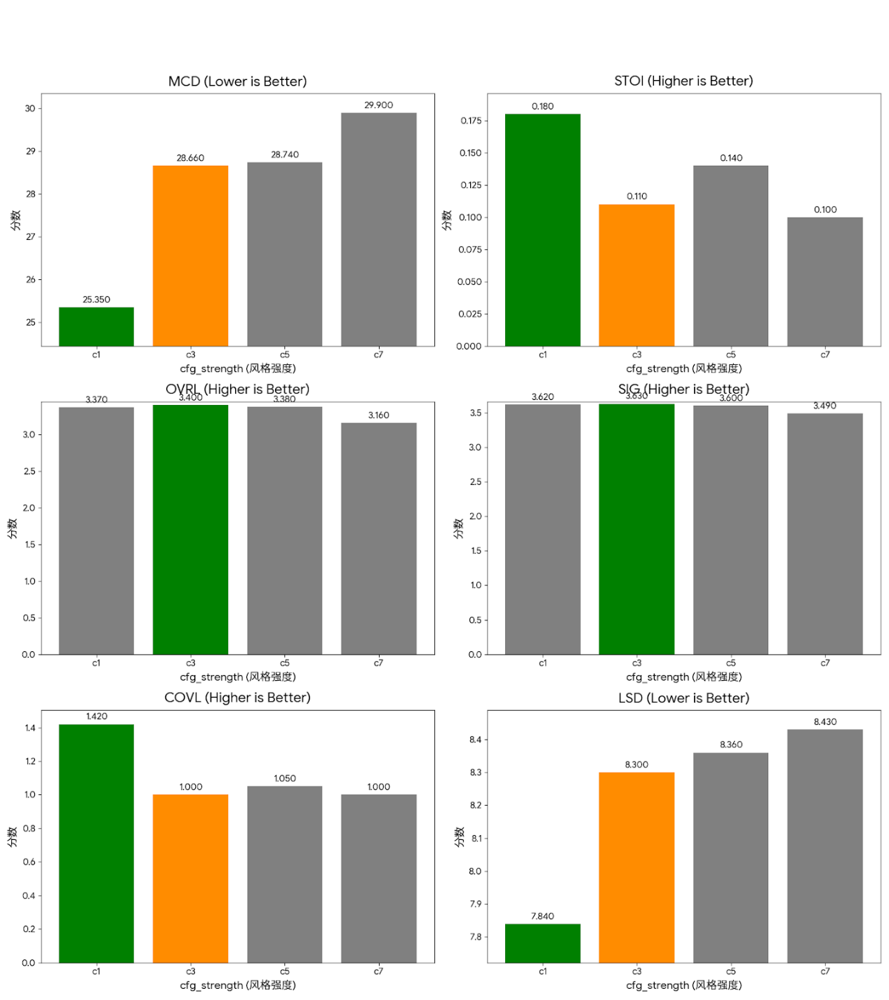 MCD (Lower is Better)
30
29
28
27
26
25
分数
25.350
28.660
28.740
29.900
c1
c3
c5
c7
cfg_strength (风格强度)
STOI (Higher is Better)
0.175
0.150
0.125
0.100
0.075
0.050
0.025
0.000
分数
0.180
0.110
0.140
0.100
c1
c3
c5
c7
cfg_strength (风格强度)
OVRL (Higher is Better)
3.0
2.5
2.0
1.5
1.0
0.5
0.0
分数
3.370
3.400
3.380
3.160
c1
c3
c5
c7
cfg_strength (风格强度)
SIG (Higher is Better)
3.5
3.0
2.5
2.0
1.5
1.0
0.5
0.0
分数
3.620
3.630
3.600
3.490
c1
c3
c5
c7
cfg_strength (风格强度)
COVL (Higher is Better)
1.4
1.2
1.0
0.8
0.6
0.4
0.2
0.0
分数
1.420
1.000
1.050
1.000
c1
c3
c5
c7
cfg_strength (风格强度)
LSD (Lower is Better)
8.4
8.3
8.2
8.1
8.0
7.9
7.8
分数
7.840
8.300
8.360
8.430
c1
c3
c5
c7
cfg_strength (风格强度)